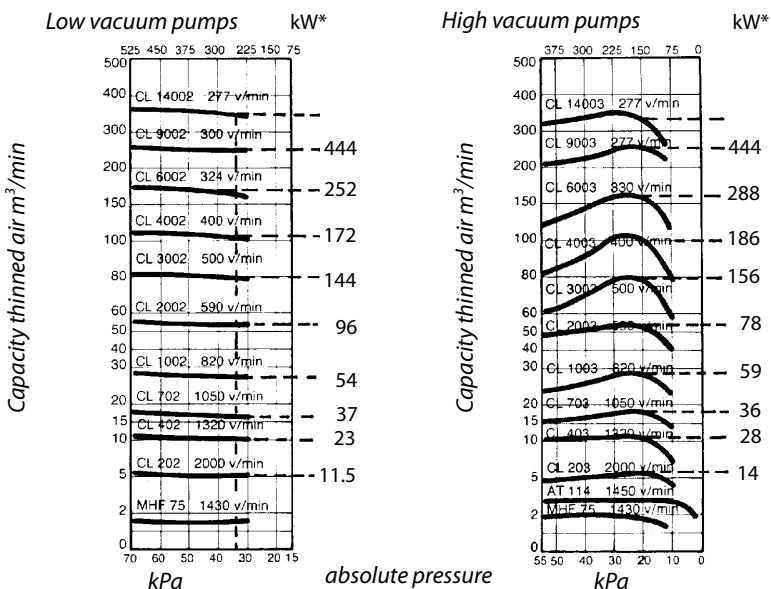 Low vacuum pumps kW*
525 450 375 300 225 150 75
Capacity thinned air m³/min
500
400
300
200
150
100
80
60
50
40
30
20
15
10
5
2
0
CL 14002 277 v/min
CL 9002 300 v/min
CL 6002 324 v/min
CL 4002 400 v/min
CL 3002 500 v/min
CL 2002 590 v/min
CL 1002 820 v/min
CL 702 1050 v/min
CL 402 1320 v/min
CL 202 2000 v/min
MHF 75 1430 v/min
444
252
172
144
96
54
37
23
11.5
70 60 50 40 30 20 15
kPa
absolute pressure
High vacuum pumps kW*
375 300 225 150 75 0
Capacity thinned air m³/min
500
400
300
200
150
100
80
60
50
40
30
20
15
10
5
2
0
CL 14003 277 v/min
CL 9003 277 v/min
CL 6003 330 v/min
CL 4003 400 v/min
CL 3002 500 v/min
CL 2003 v/min
CL 1003 820 v/min
CL 703 1050 v/min
CL 403 1320 v/min
CL 203 2000 v/min
AT 114 1450 v/min
MHF 75 1430 v/min
444
288
186
156
78
59
36
28
14
55 50 40 30 20 10 0
kPa